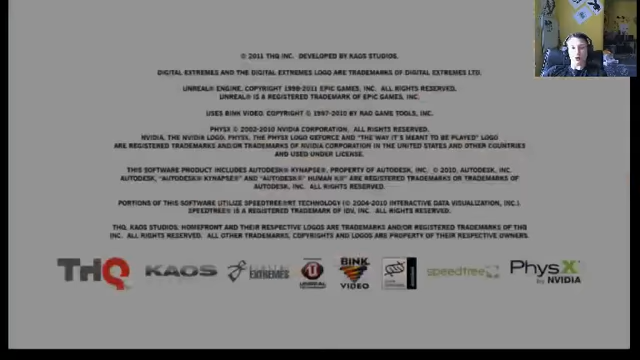 © 2011 THQ INC. DEVELOPED BY KAOS STUDIOS.
DIGITAL EXTREMES AND THE DIGITAL EXTREMES LOGO ARE TRADEMARKS OF DIGITAL EXTREMES LTD.
UNREAL® ENGINE, COPYRIGHT 1998-2011 EPIC GAMES, INC. ALL RIGHTS RESERVED.
UNREAL® IS A REGISTERED TRADEMARK OF EPIC GAMES, INC.
USES BINK VIDEO. COPYRIGHT © 1997-2010 BY RAD GAME TOOLS, INC.
PHYSX © 2002-2010 NVIDIA CORPORATION. ALL RIGHTS RESERVED.
NVIDIA, THE NVIDIA LOGO, PHYSX, THE PHYSX LOGO GEFORCE AND "THE WAY IT'S MEANT TO BE PLAYED" LOGO
ARE REGISTERED TRADEMARKS AND/OR TRADEMARKS OF NVIDIA CORPORATION IN THE UNITED STATES AND OTHER COUNTRIES
AND USED UNDER LICENSE.
THIS SOFTWARE PRODUCT INCLUDES AUTODESK® KYNAPSE®, PROPERTY OF AUTODESK, INC. © 2010, AUTODESK, INC.
AUTODESK, "AUTODESK® KYNAPSE®" AND "AUTODESK® HUMAN IK® ARE REGISTERED TRADEMARKS OR TRADEMARKS OF
AUTODESK, INC. ALL RIGHTS RESERVED.
PORTIONS OF THIS SOFTWARE UTILIZE SPEEDTREE®RT TECHNOLOGY (© 2004-2010 INTERACTIVE DATA VISUALIZATION, INC.).
SPEEDTREE® IS A REGISTERED TRADEMARK OF IDV, INC. ALL RIGHT RESERVED.
THQ, KAOS STUDIOS, HOMEFRONT AND THEIR RESPECTIVE LOGOS ARE TRADEMARKS AND/OR REGISTERED TRADEMARKS OF THQ
INC. ALL RIGHTS RESERVED. ALL OTHER TRADEMARKS, COPYRIGHTS AND LOGOS ARE PROPERTY OF THEIR RESPECTIVE OWNERS.
THQ KAOS DIGITAL EXTREMES UNREAL BINK VIDEO speedtree PhysX by NVIDIA